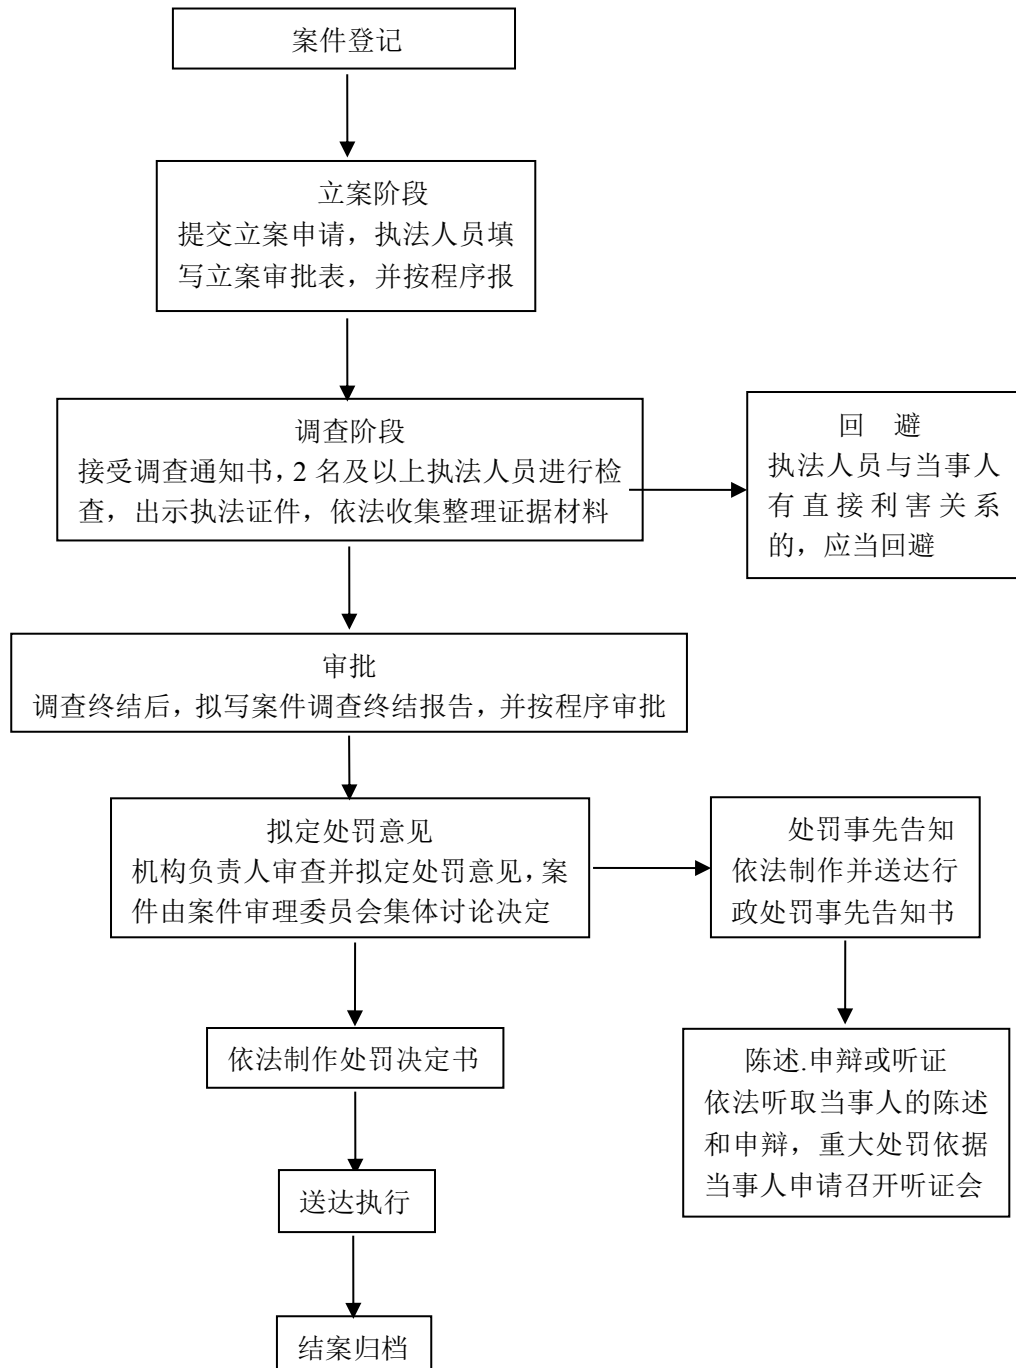 案件登记
立案阶段
提交立案申请，执法人员填
写立案审批表，并按程序报
调查阶段
接受调查通知书，2 名及以上执法人员进行检
查，出示执法证件，依法收集整理证据材料
回 避
执法人员与当事人
有直接利害关系
的，应当回避
审批
调查终结后，拟写案件调查终结报告，并按程序审批
拟定处罚意见
机构负责人审查并拟定处罚意见，案
件由案件审理委员会集体讨论决定
处罚事先告知
依法制作并送达行
政处罚事先告知书
依法制作处罚决定书
陈述.申辩或听证
依法听取当事人的陈述
和申辩，重大处罚依据
当事人申请召开听证会
送达执行
结案归档